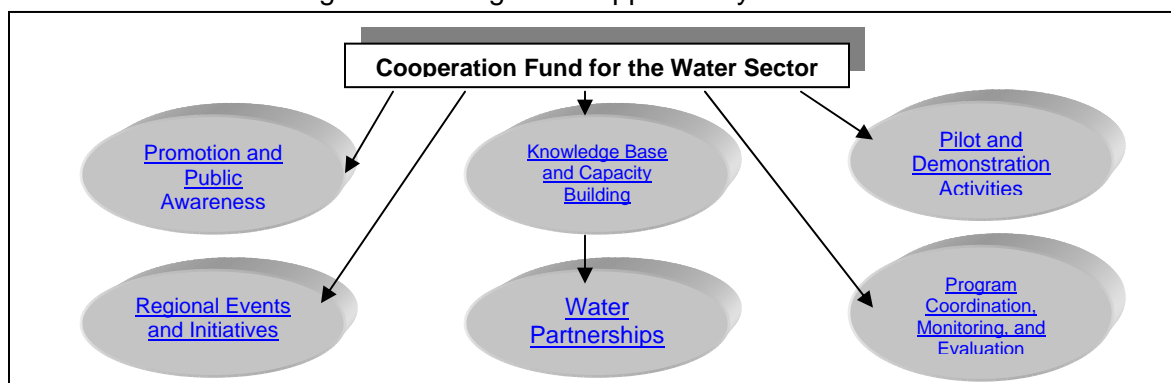 Cooperation Fund for the Water Sector
Promotion and
Public
Awareness
Knowledge Base
and Capacity
Building
Pilot and
Demonstration
Activities
Regional Events
and Initiatives
Water
Partnerships
Program
Coordination,
Monitoring, and
Evaluation